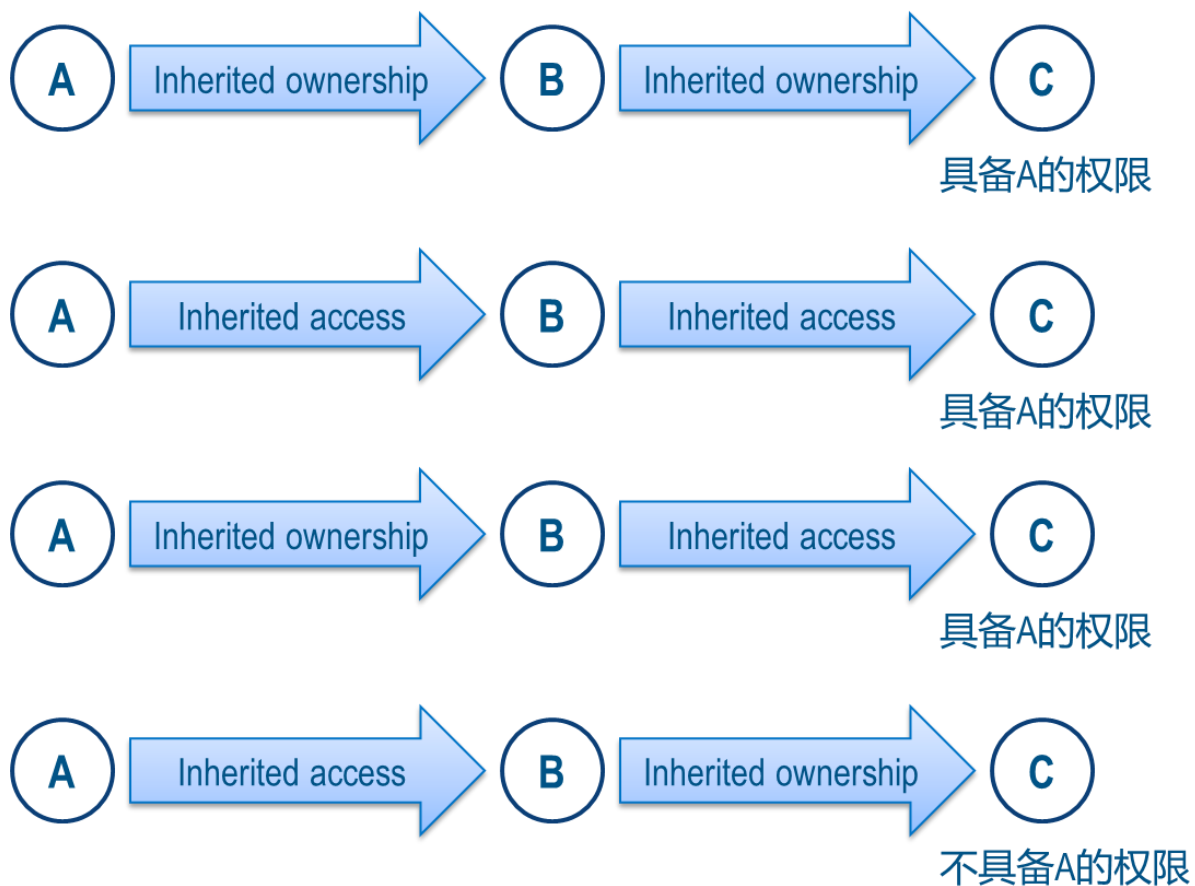 A Inherited ownership B Inherited ownership C
具备A的权限
A Inherited access B Inherited access C
具备A的权限
A Inherited ownership B Inherited access C
具备A的权限
A Inherited access B Inherited ownership C
不具备A的权限